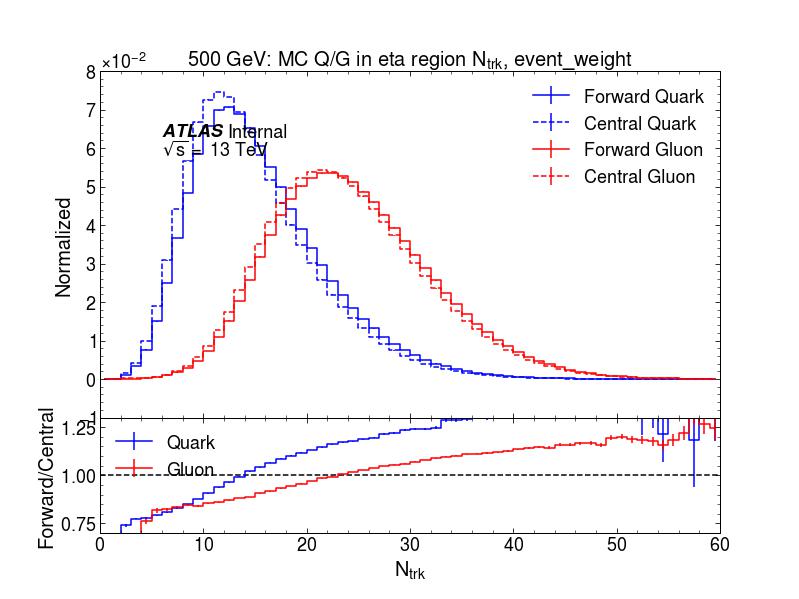 ×10⁻²
500 GeV: MC Q/G in eta region N_trk, event_weight
8
7
6
5
4
3
2
1
0
1
Normalized
ATLAS Internal
√s = 13 TeV
Forward Quark
Central Quark
Forward Gluon
Central Gluon
1.25
1.00
0.75
Forward/Central
Quark
Gluon
0 10 20 30 40 50 60
N_trk